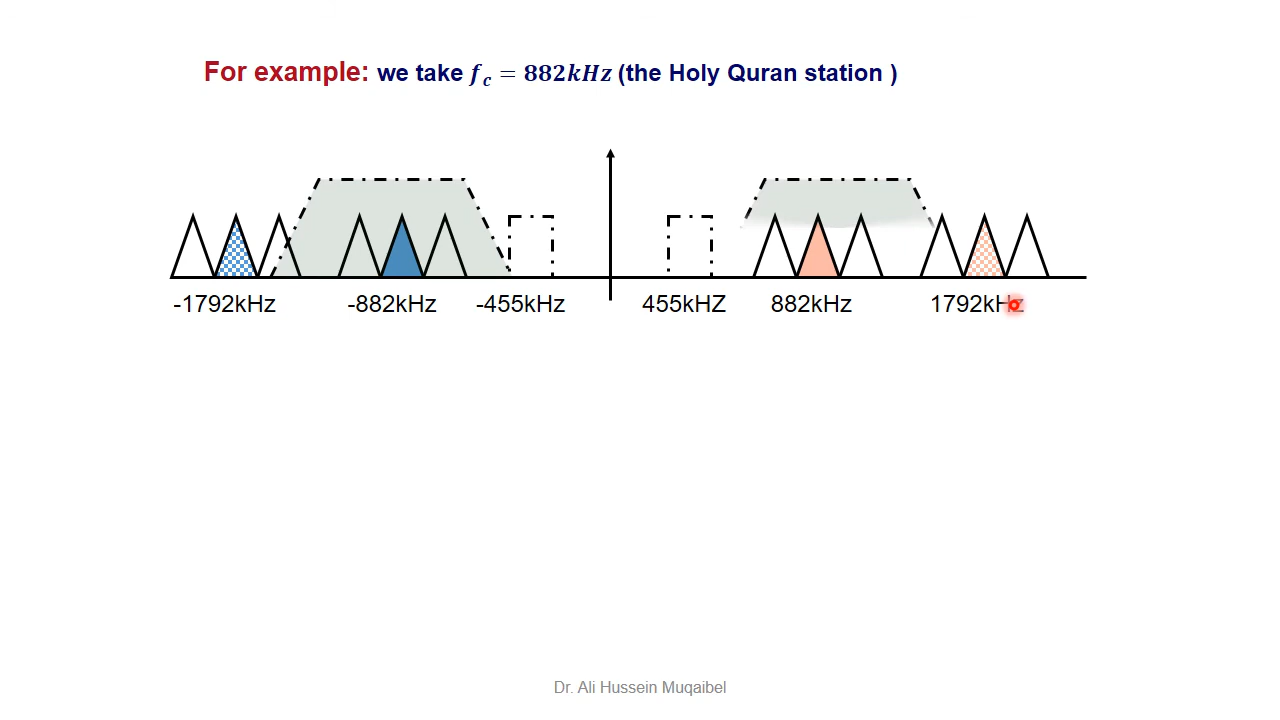 For example: we take f_c = 882kHz (the Holy Quran station )
-1792kHz -882kHz -455kHz 455kHZ 882kHz 1792kHz
Dr. Ali Hussein Muqaibel